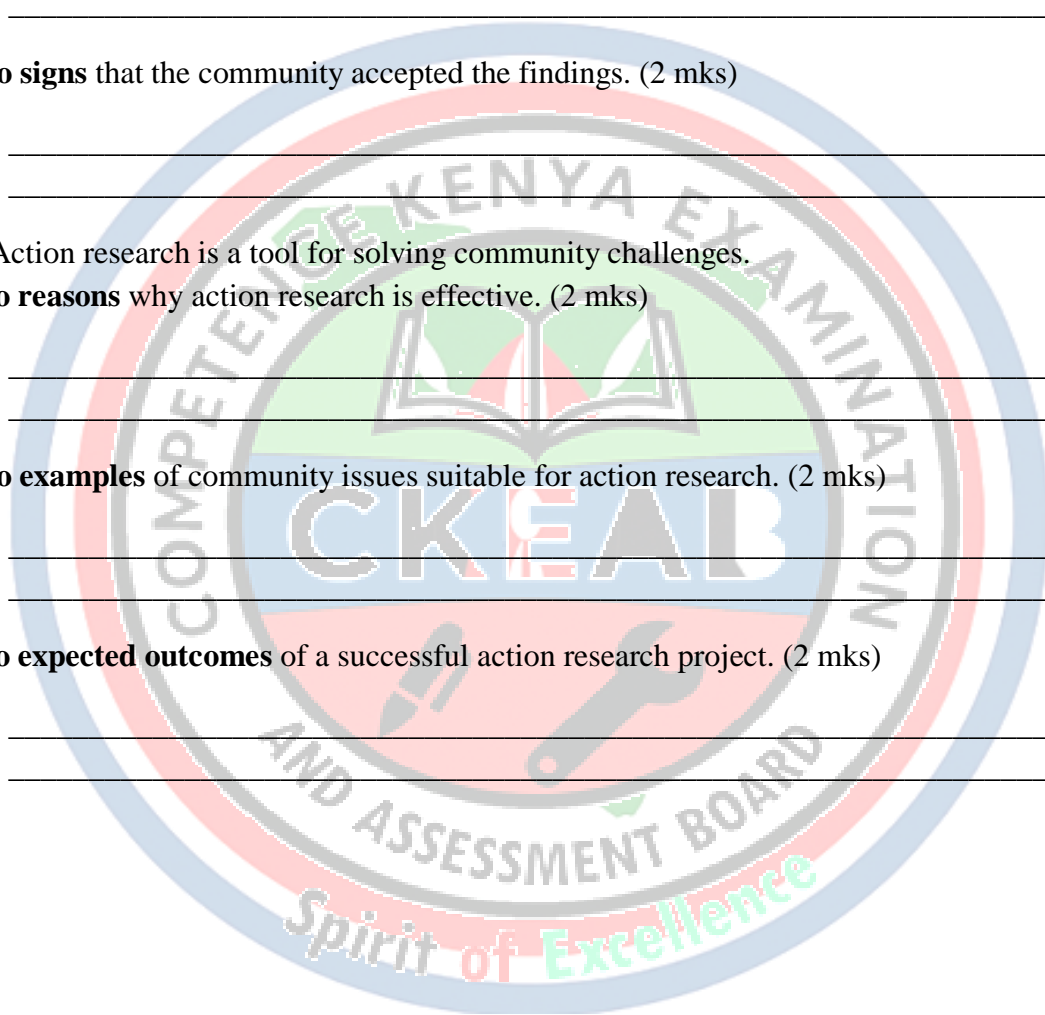 o signs that the community accepted the findings. (2 mks)
Action research is a tool for solving community challenges.
o reasons why action research is effective. (2 mks)
o examples of community issues suitable for action research. (2 mks)
o expected outcomes of a successful action research project. (2 mks)
COMPETENCE KENYA EXAMINATION
AND ASSESSMENT BOARD
CKEAB
Spirit of Excellence